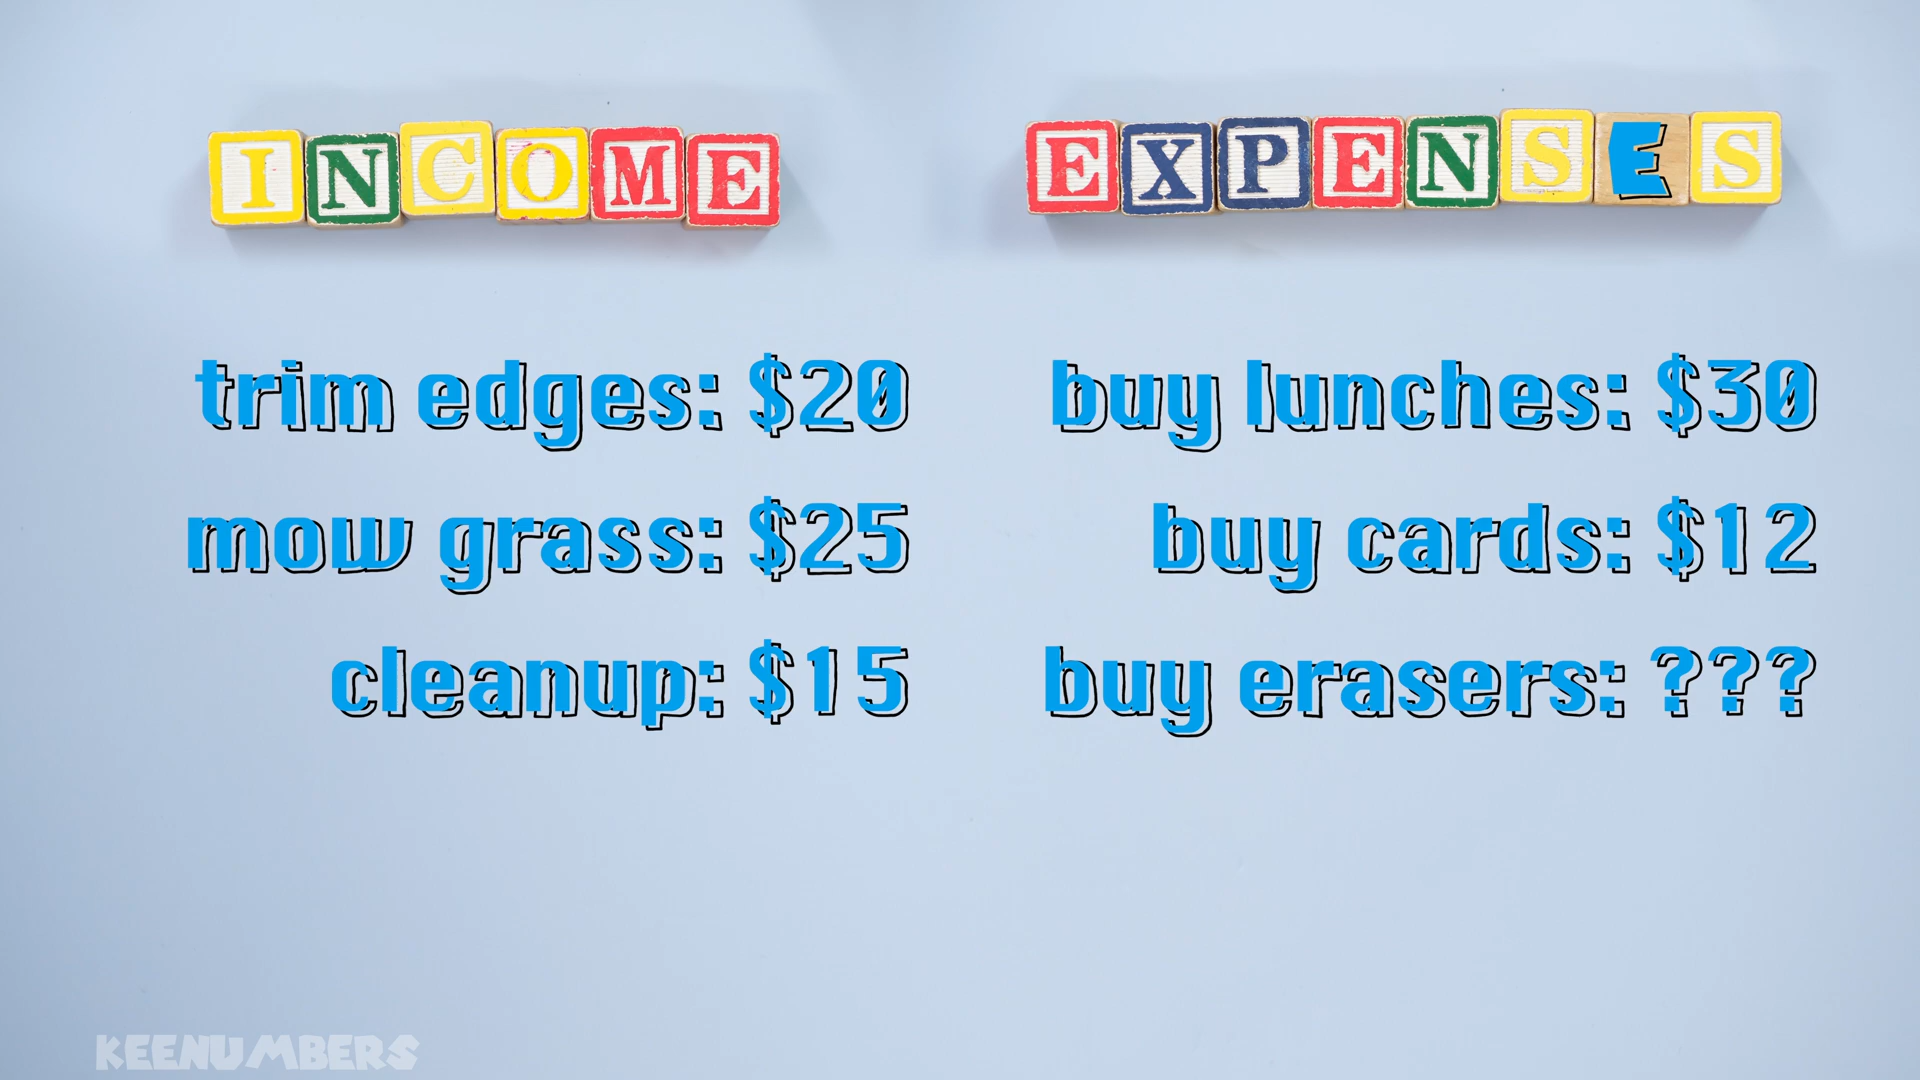 INCOME
trim edges: $20
mow grass: $25
cleanup: $15
EXPENSES
buy lunches: $30
buy cards: $12
buy erasers: ???
KEENUMBERS